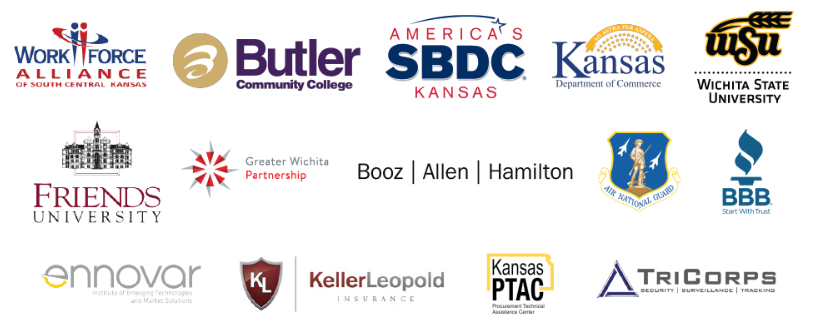 WORKFORCE
ALLIANCE
OF SOUTH CENTRAL KANSAS
Butler
Community College
AMERICA'S
SBDC
KANSAS
AD ASTRA PER ASPERA
Kansas
Department of Commerce
wsu
WICHITA STATE
UNIVERSITY
FRIENDS
UNIVERSITY
Greater Wichita
Partnership
Booz | Allen | Hamilton
AIR NATIONAL GUARD
BBB
Start With Trust
ennovar
Institute of Emerging Technologies
and Market Solutions
KL
KellerLeopold
INSURANCE
Kansas
PTAC
Procurement Technical
Assistance Center
TRICORPS
SECURITY | SURVEILLANCE | TRACKING